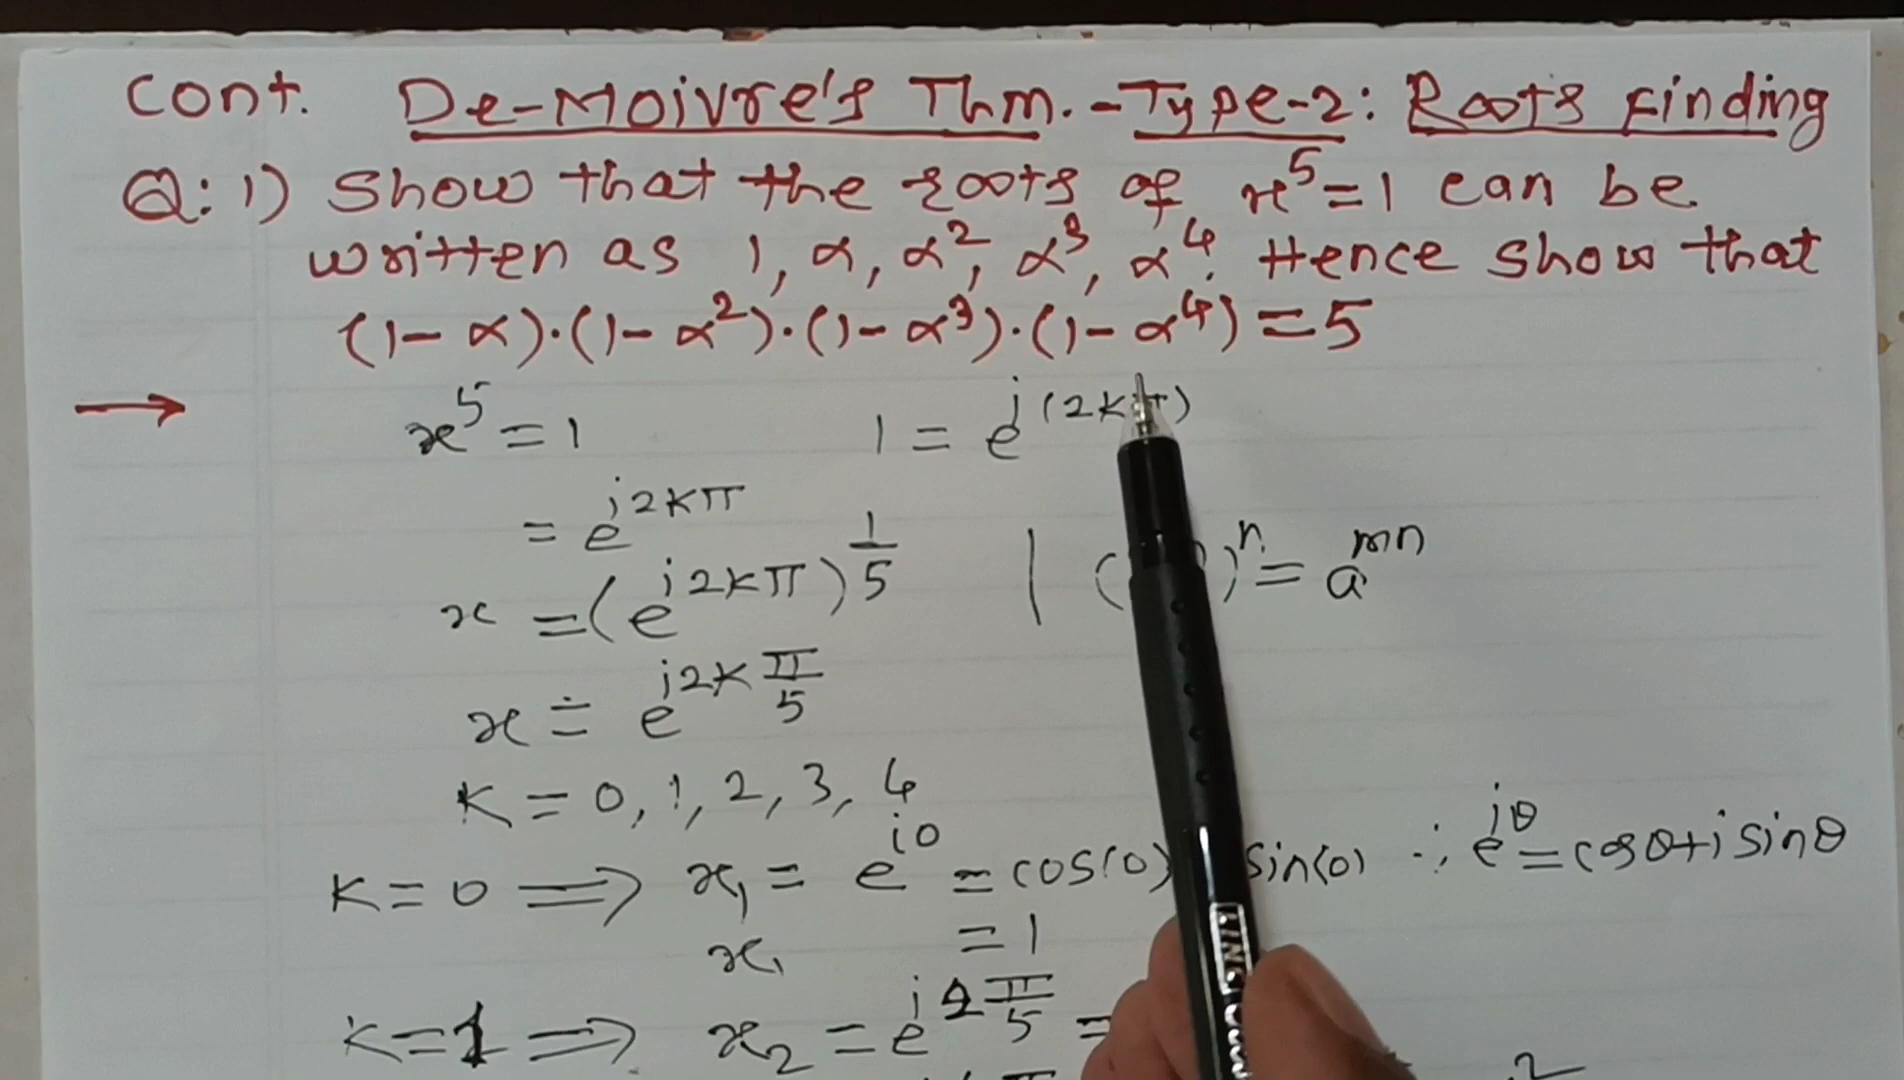 Cont. De-Moivre's Thm. - Type-2: Roots Finding
Q: 1) Show that the roots of x⁵=1 can be
written as 1, α, α², α³, α⁴. Hence show that
(1-α)·(1-α²)·(1-α³)·(1-α⁴)=5
→ x⁵=1 1 = e^j(2kπ)
= e^i2kπ
x = (e^i2kπ)^1/5 | ( )^n = a^mn
x = e^i2kπ/5
K = 0, 1, 2, 3, 4
K = 0 ⟹ x₁ = e^i0 = cos(0) sin(0) ∵ e^iθ = cosθ+i sinθ
x₁ = 1
K=1 ⟹ x₂ = e^i2π/5 =